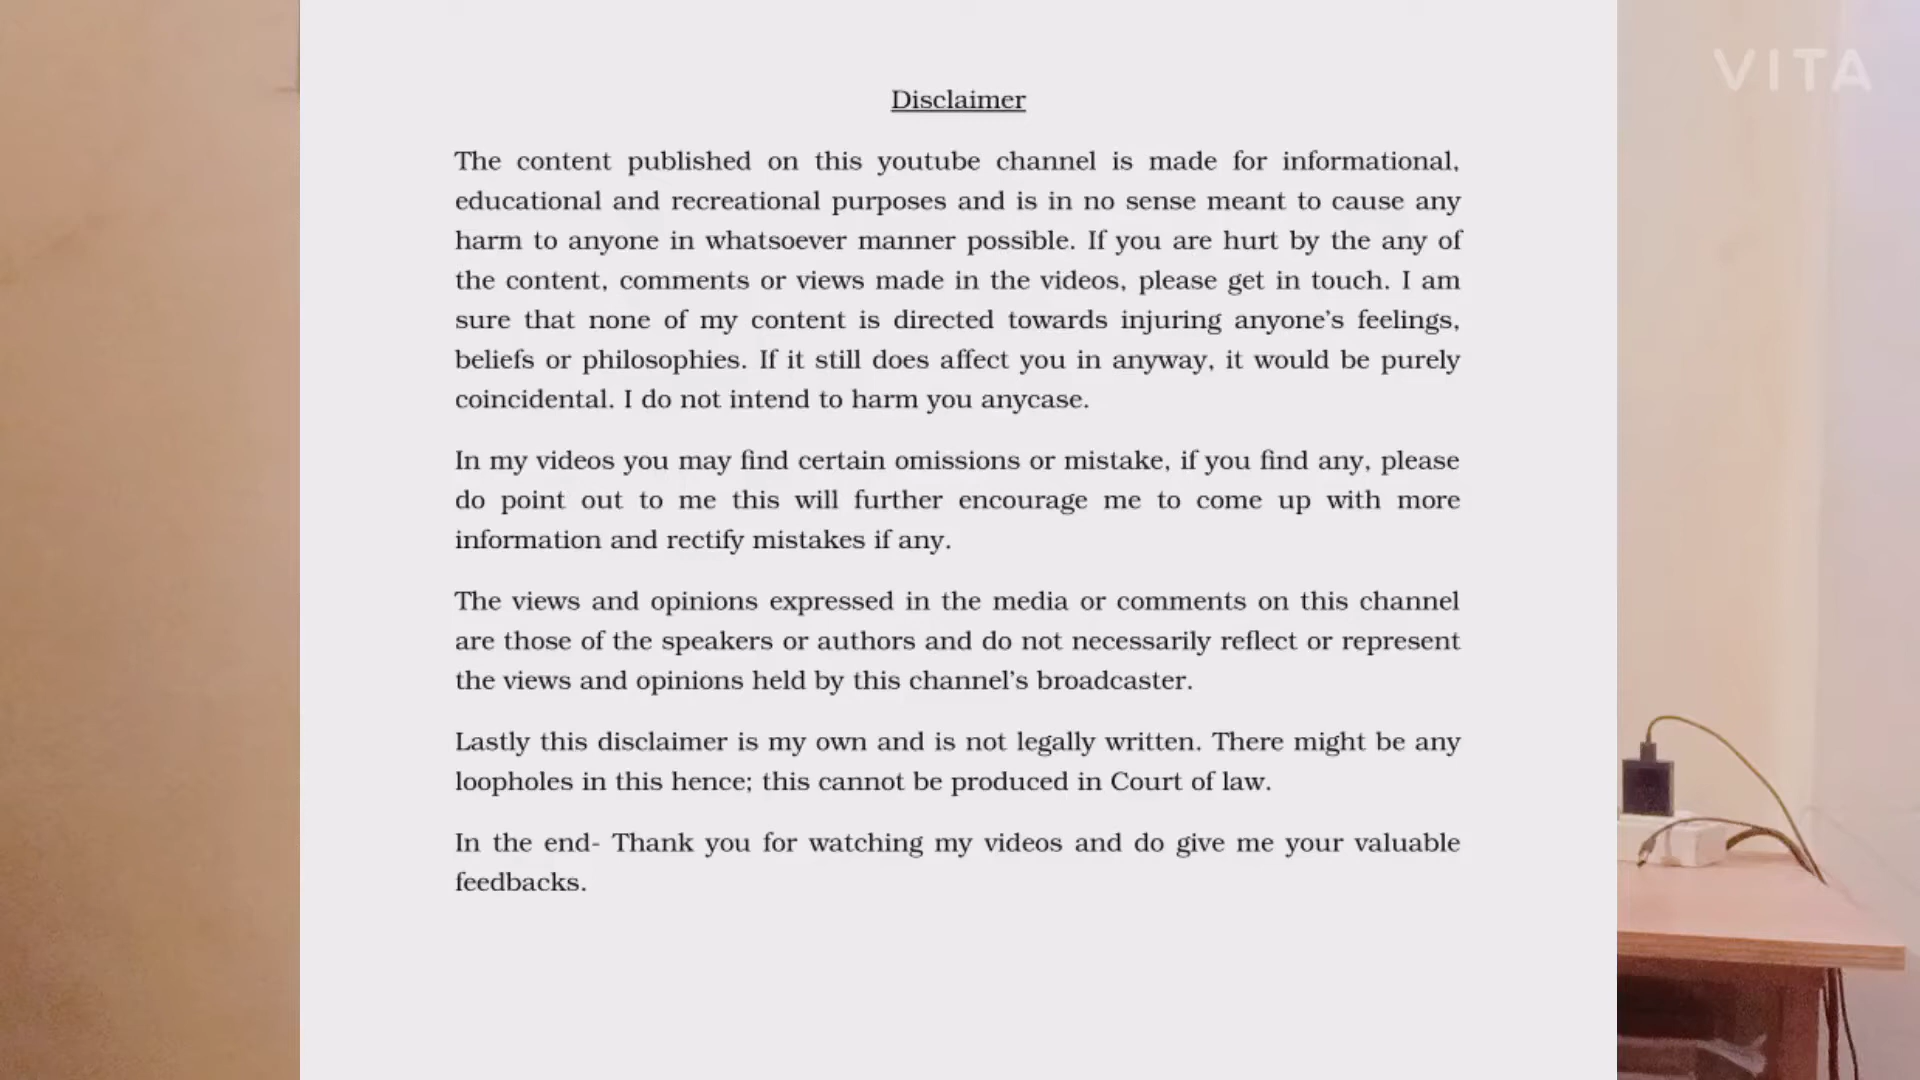 VITA
Disclaimer
The content published on this youtube channel is made for informational,
educational and recreational purposes and is in no sense meant to cause any
harm to anyone in whatsoever manner possible. If you are hurt by the any of
the content, comments or views made in the videos, please get in touch. I am
sure that none of my content is directed towards injuring anyone's feelings,
beliefs or philosophies. If it still does affect you in anyway, it would be purely
coincidental. I do not intend to harm you anycase.
In my videos you may find certain omissions or mistake, if you find any, please
do point out to me this will further encourage me to come up with more
information and rectify mistakes if any.
The views and opinions expressed in the media or comments on this channel
are those of the speakers or authors and do not necessarily reflect or represent
the views and opinions held by this channel's broadcaster.
Lastly this disclaimer is my own and is not legally written. There might be any
loopholes in this hence; this cannot be produced in Court of law.
In the end- Thank you for watching my videos and do give me your valuable
feedbacks.